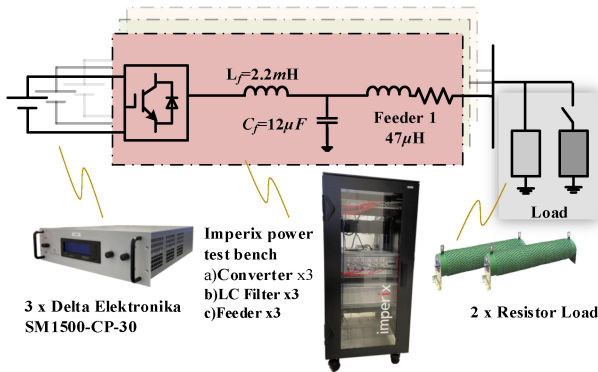 L_f=2.2mH
C_f=12μF
Feeder 1
47μH
Load
Imperix power
test bench
a)Converter x3
b)LC Filter x3
c)Feeder x3
imperix
3 x Delta Elektronika
SM1500-CP-30
2 x Resistor Load